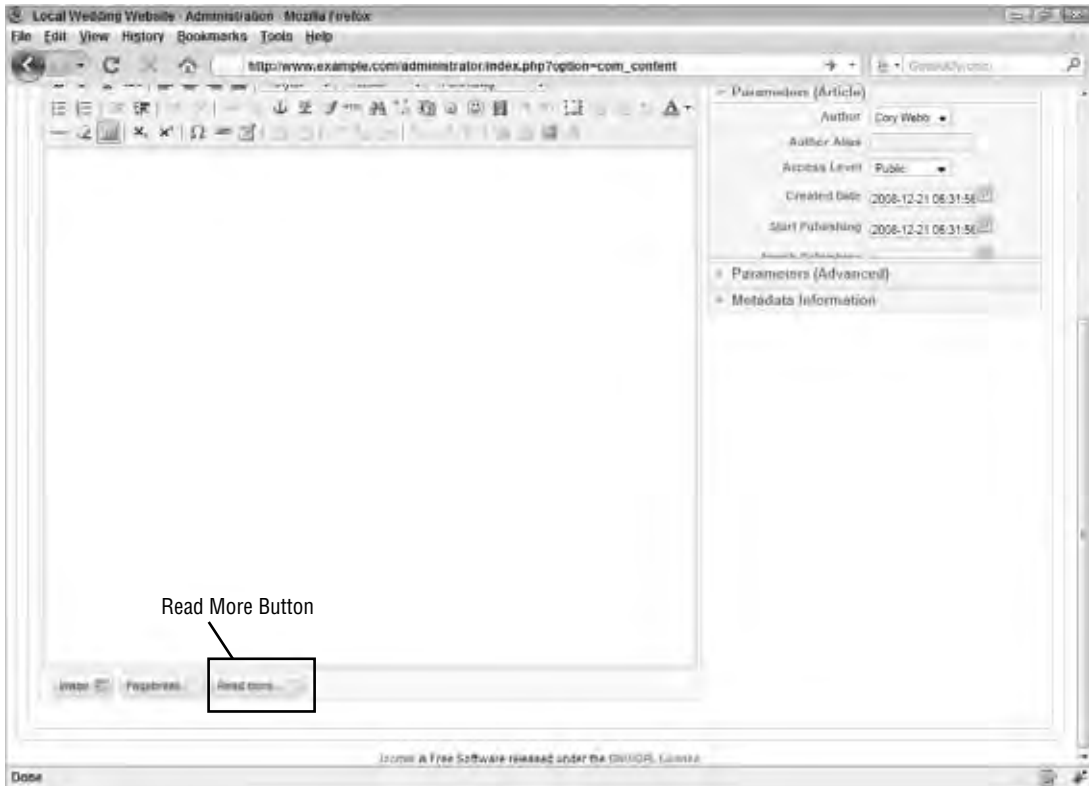 Local Wedding Website - Administration - Mozilla Firefox
File Edit View History Bookmarks Tools Help
http://www.example.com/administrator/index.php?option=com_content
Parameters (Article)
Author Cory Webb
Author Alias
Access Level Public
Created Date 2008-12-21 06:31:56
Start Publishing 2008-12-21 06:31:56
Parameters (Advanced)
Metadata Information
Read More Button
Image Pagebreak Read more...
Joomla! is Free Software released under the GNU/GPL License.
Done